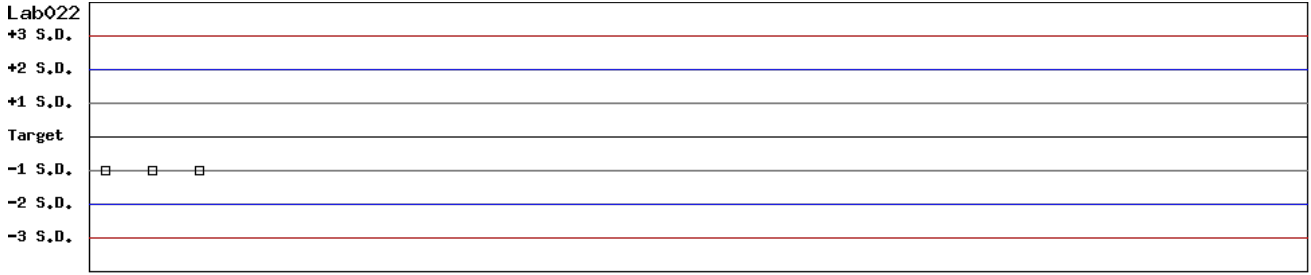 Lab022
+3 S.D.
+2 S.D.
+1 S.D.
Target
-1 S.D.
-2 S.D.
-3 S.D.